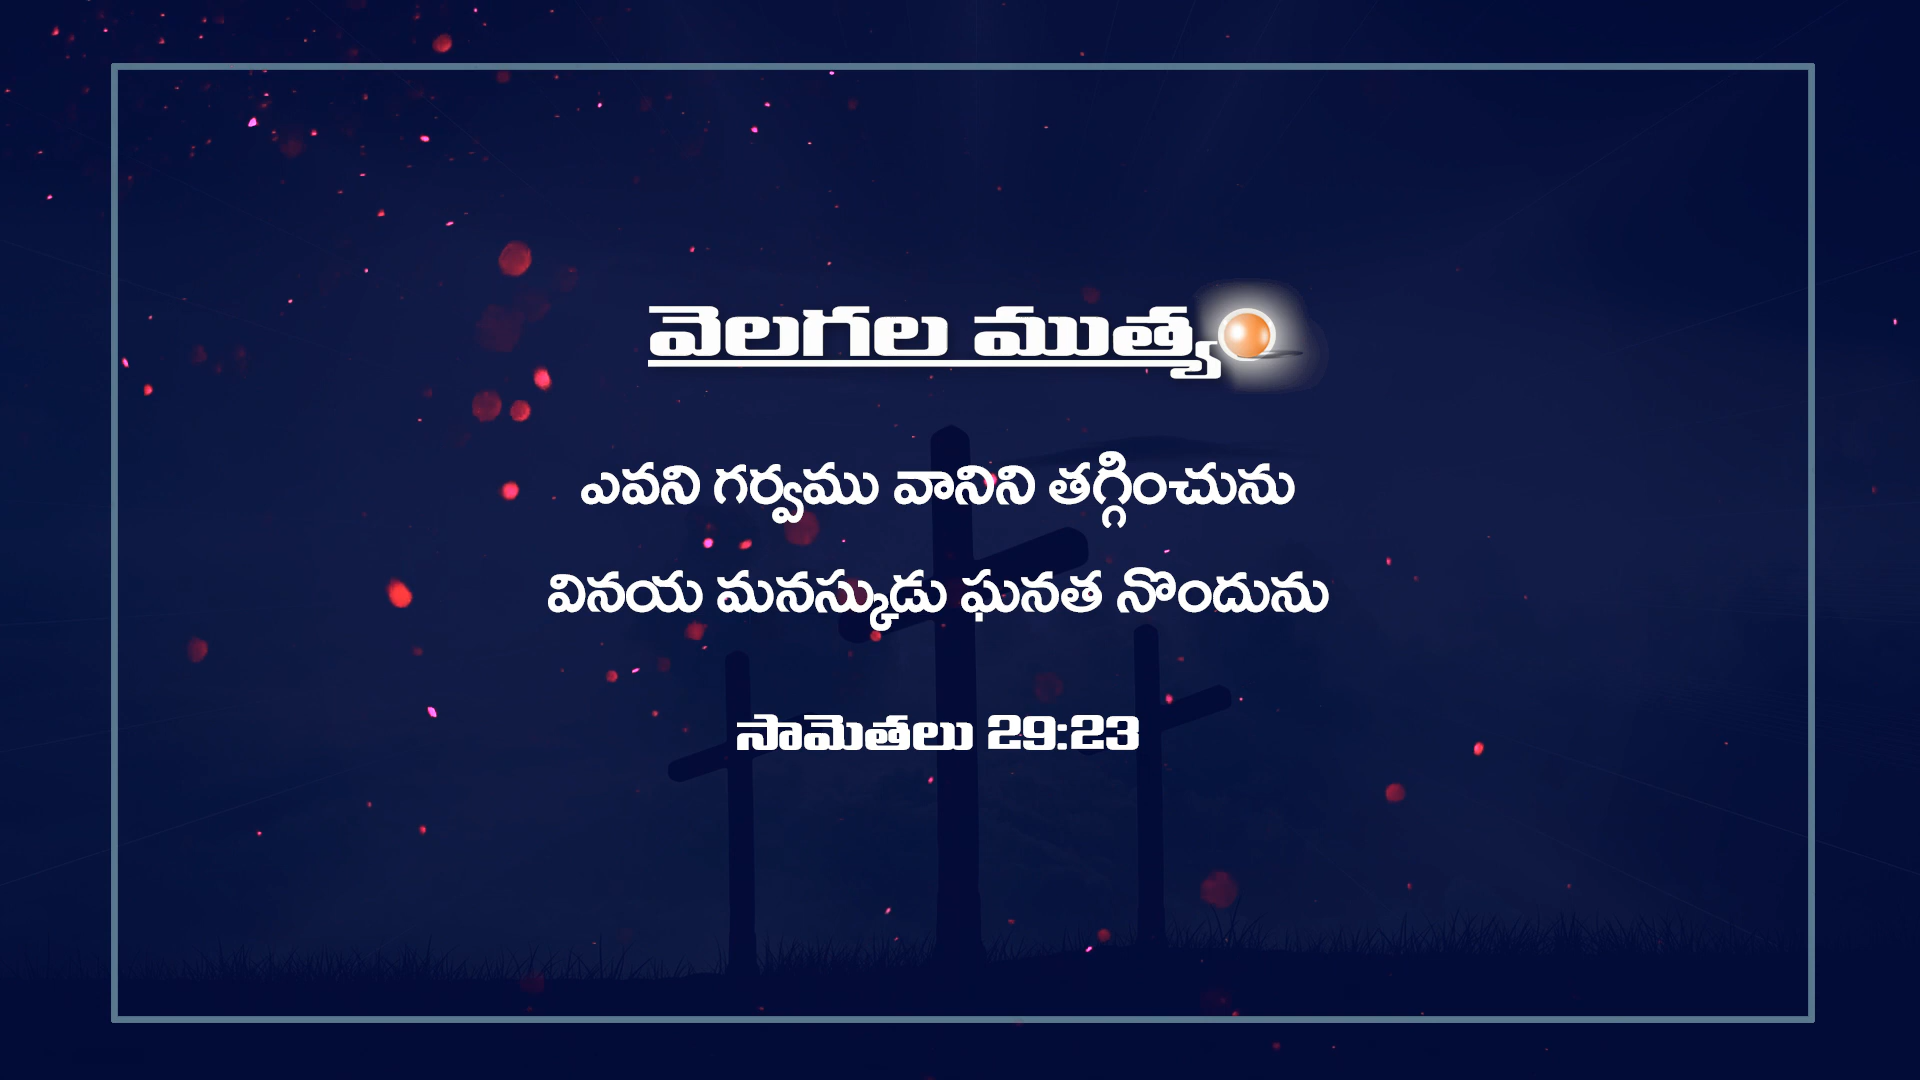 వెలగల ముత్యం
ఎవని గర్వము వానిని తగ్గించును
వినయ మనస్కుడు ఘనత నొందును
సామెతలు 29:23